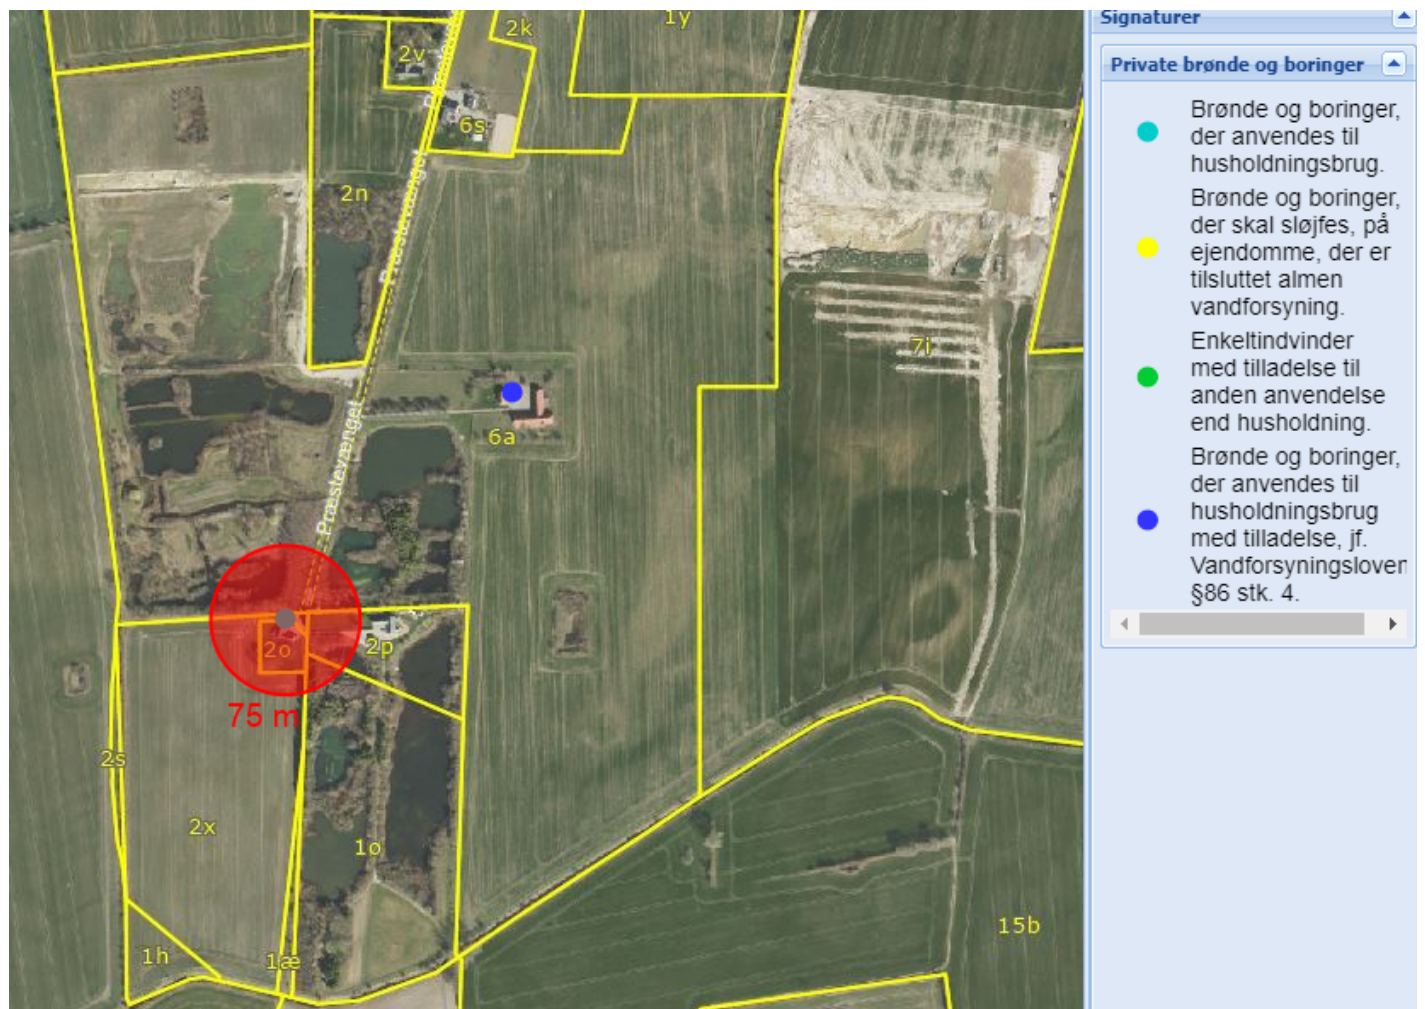 1y
2k
2v
6s
2n
Præstevænget
7i
6a
Præstevænget
2o
2p
75 m
2s
2x
1o
15b
1h
1æ
Signaturer
Private brønde og boringer
Brønde og boringer,
der anvendes til
husholdningsbrug.
Brønde og boringer,
der skal sløjfes, på
ejendomme, der er
tilsluttet almen
vandforsyning.
Enkeltindvinder
med tilladelse til
anden anvendelse
end husholdning.
Brønde og boringer,
der anvendes til
husholdningsbrug
med tilladelse, jf.
Vandforsyningsloven
§86 stk. 4.